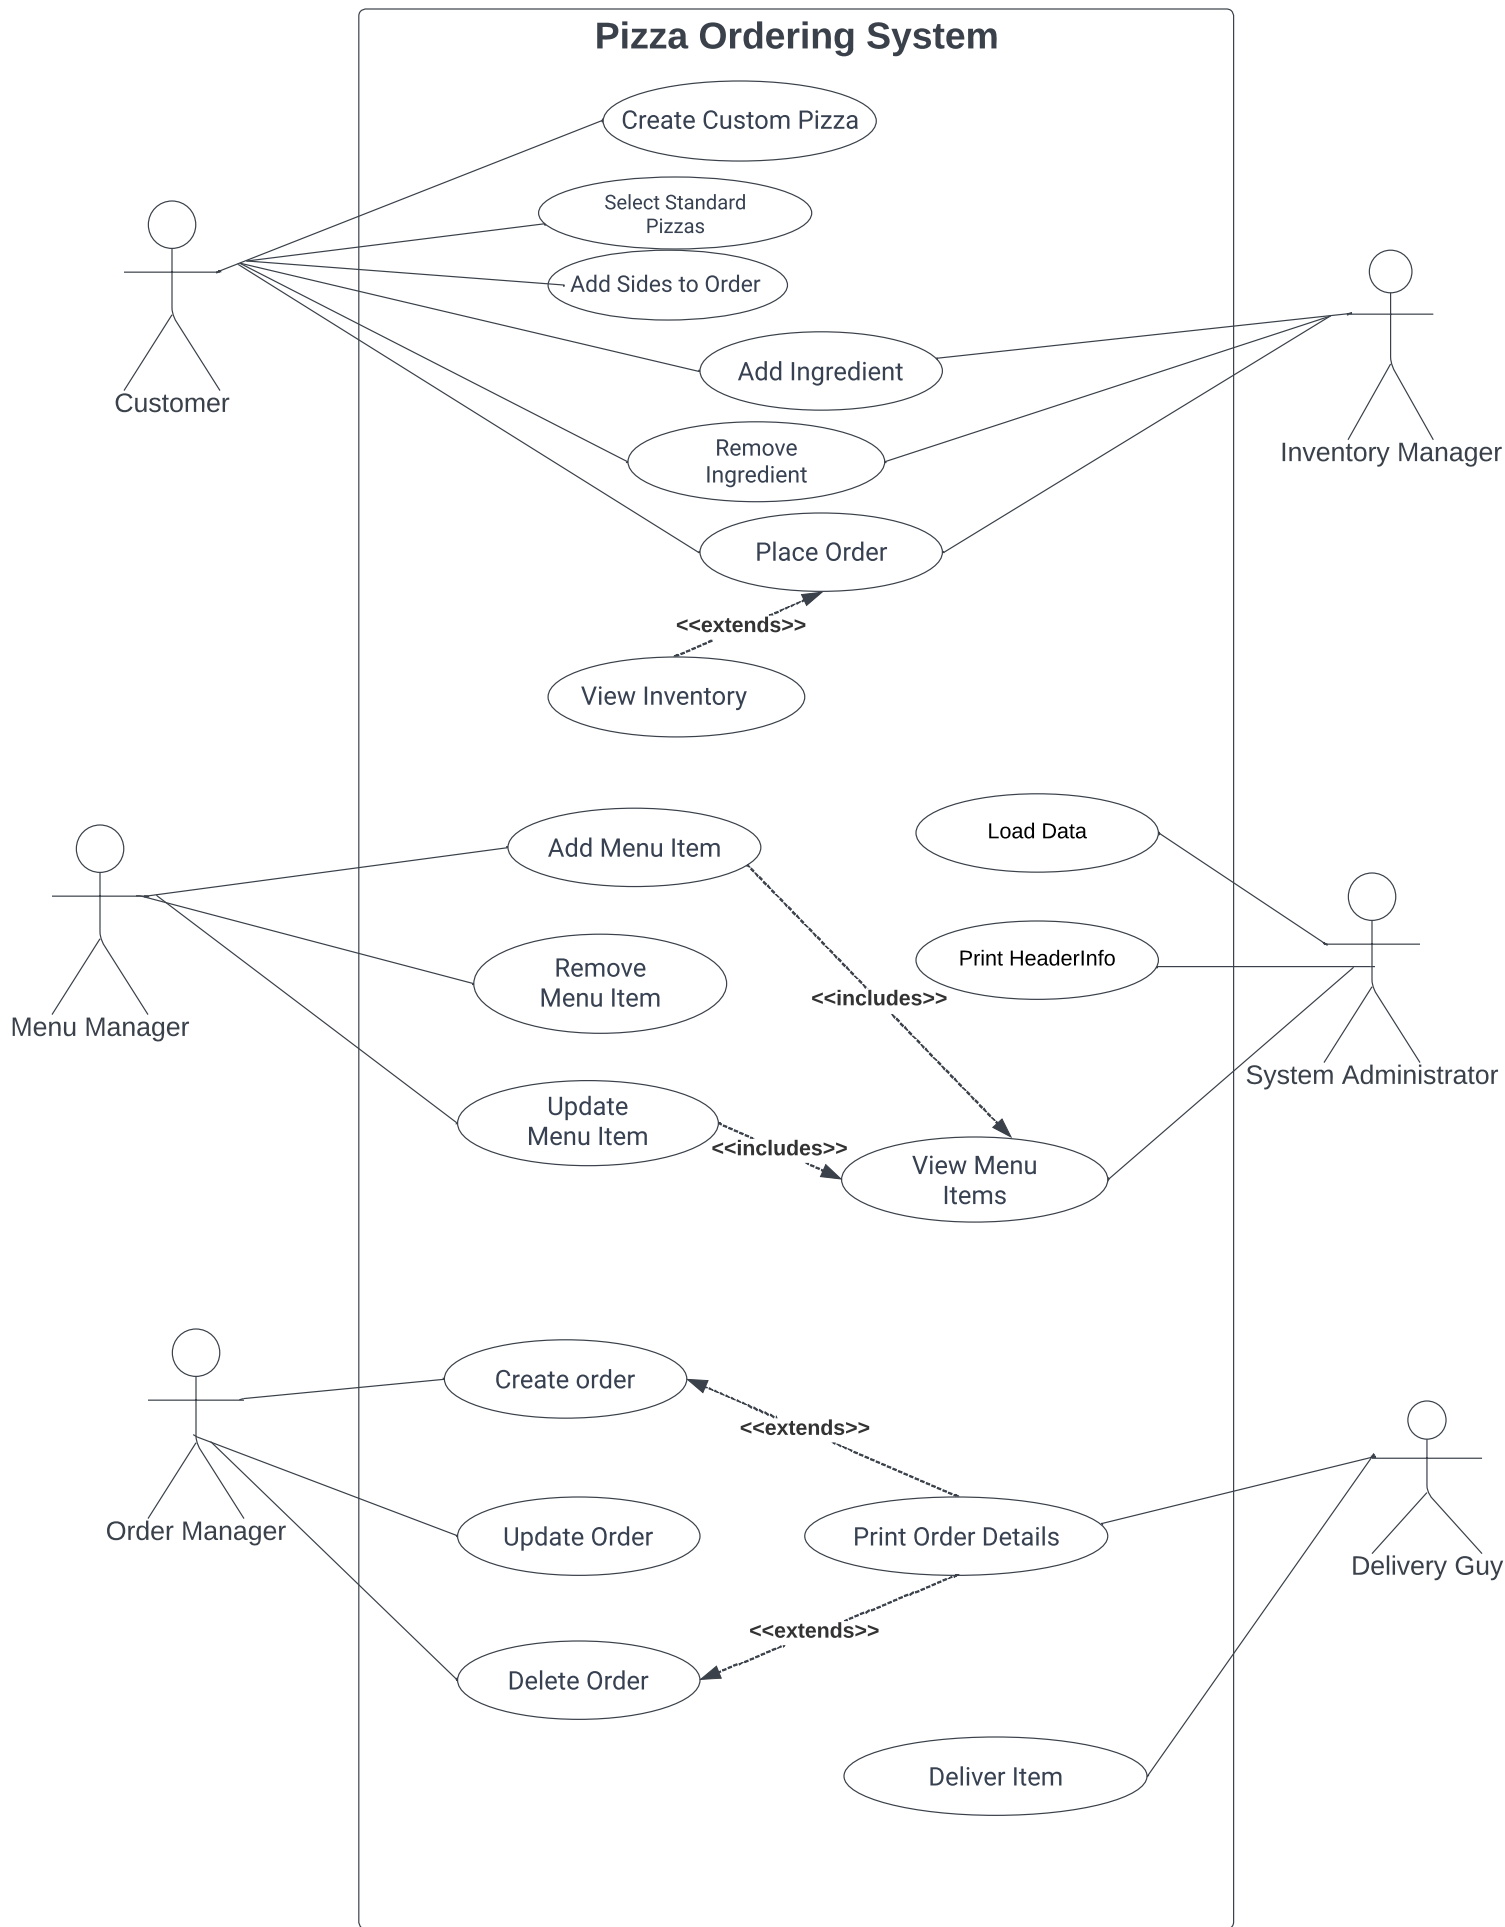 Pizza Ordering System
Create Custom Pizza
Select Standard
Pizzas
Add Sides to Order
Add Ingredient
Customer
Remove
Ingredient
Inventory Manager
Place Order
<<extends>>
View Inventory
Add Menu Item
Load Data
Remove
Menu Item
Print HeaderInfo
<<includes>>
Menu Manager
System Administrator
Update
Menu Item
<<includes>>
View Menu
Items
Create order
<<extends>>
Order Manager
Update Order
Print Order Details
Delivery Guy
<<extends>>
Delete Order
Deliver Item